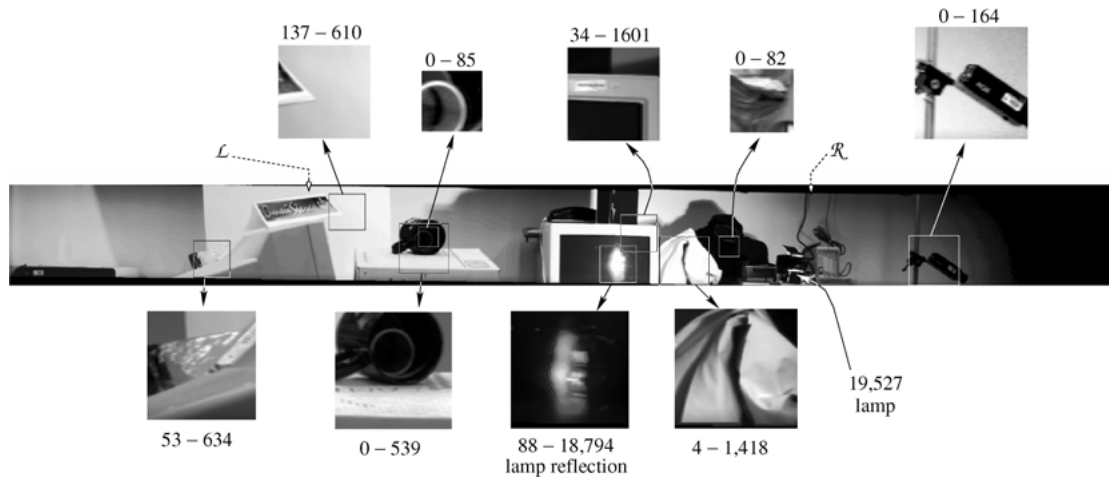 137 – 610
0 – 85
34 – 1601
0 – 82
0 – 164
ℒ
ℛ
53 – 634
0 – 539
88 – 18,794
lamp reflection
4 – 1,418
19,527
lamp